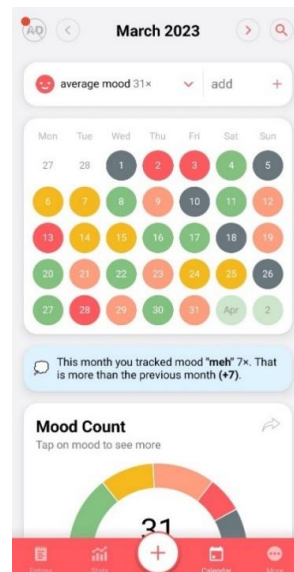 AD
March 2023
average mood 31×
add +
Mon Tue Wed Thu Fri Sat Sun
27 28 1 2 3 4 5
6 7 8 9 10 11 12
13 14 15 16 17 18 19
20 21 22 23 24 25 26
27 28 29 30 31 Apr 2
This month you tracked mood "meh" 7×. That
is more than the previous month (+7).
Mood Count
Tap on mood to see more
31
Entries Stats + Calendar More